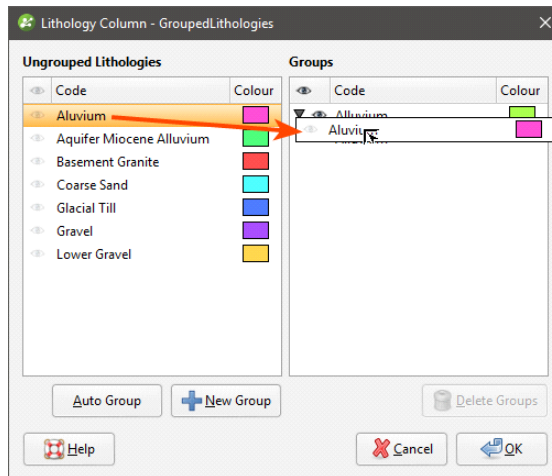 Lithology Column - GroupedLithologies
Ungrouped Lithologies
Groups
Code Colour
Code Colour
Aluvium
Alluvium
Aluvium
Aquifer Miocene Alluvium
Basement Granite
Coarse Sand
Glacial Till
Gravel
Lower Gravel
Auto Group
New Group
Delete Groups
Help
Cancel
OK